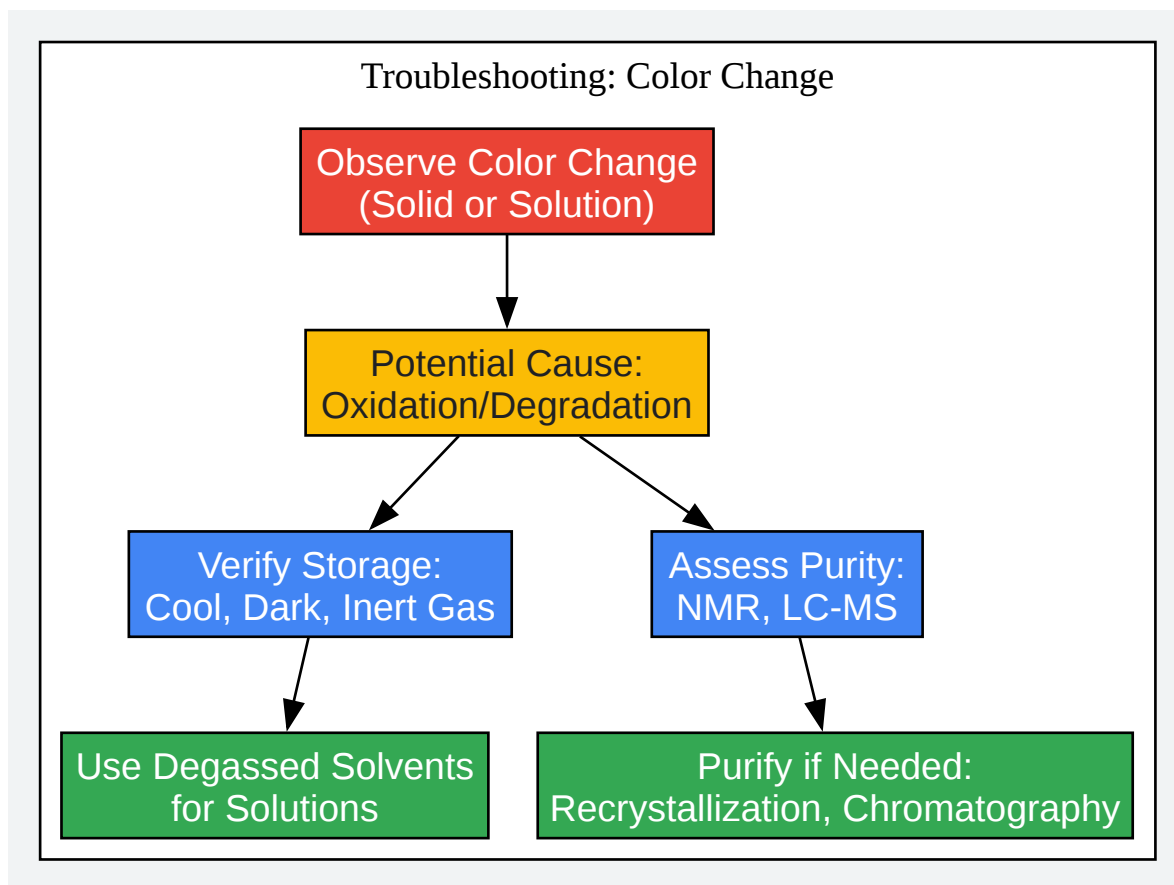 Troubleshooting: Color Change
Observe Color Change
(Solid or Solution)
Potential Cause:
Oxidation/Degradation
Verify Storage:
Cool, Dark, Inert Gas
Assess Purity:
NMR, LC-MS
Use Degassed Solvents
for Solutions
Purify if Needed:
Recrystallization, Chromatography